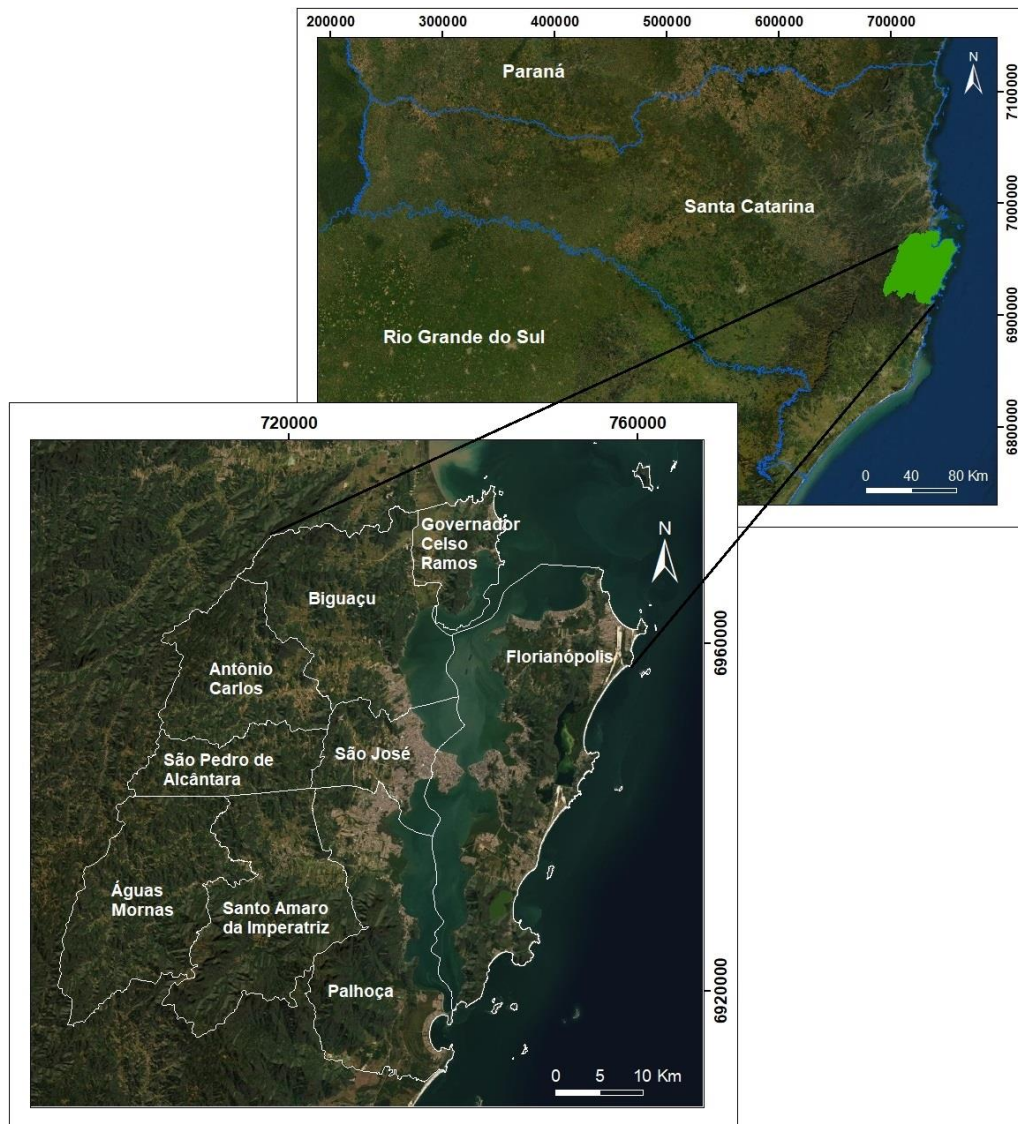 200000 300000 400000 500000 600000 700000
N
Paraná
7100000
Santa Catarina
7000000
Rio Grande do Sul
6900000
6800000
0 40 80 Km
720000 760000
N
Governador
Celso
Ramos
Biguaçu
Florianópolis
6960000
Antônio
Carlos
São José
São Pedro de
Alcântara
Águas
Mornas
Santo Amaro
da Imperatriz
Palhoça
6920000
0 5 10 Km